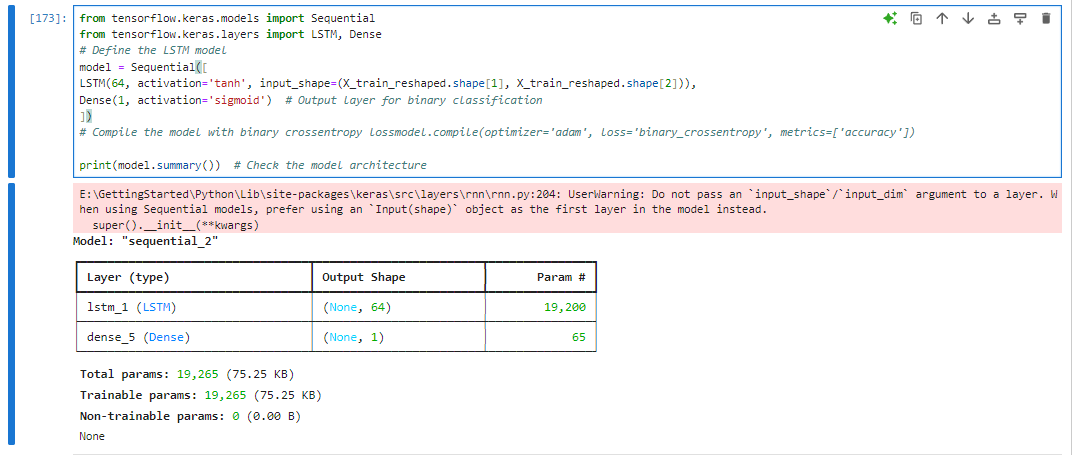 [173]:
from tensorflow.keras.models import Sequential
from tensorflow.keras.layers import LSTM, Dense
# Define the LSTM model
model = Sequential([
LSTM(64, activation='tanh', input_shape=(X_train_reshaped.shape[1], X_train_reshaped.shape[2])),
Dense(1, activation='sigmoid')  # Output layer for binary classification
])
# Compile the model with binary crossentropy lossmodel.compile(optimizer='adam', loss='binary_crossentropy', metrics=['accuracy'])
print(model.summary())  # Check the model architecture
E:\GettingStarted\Python\Lib\site-packages\keras\src\layers\rnn\rnn.py:204: UserWarning: Do not pass an `input_shape`/`input_dim` argument to a layer. W
hen using Sequential models, prefer using an `Input(shape)` object as the first layer in the model instead.
super().__init__(**kwargs)
Model: "sequential_2"
Layer (type) Output Shape Param #
lstm_1 (LSTM) (None, 64) 19,200
dense_5 (Dense) (None, 1) 65
Total params: 19,265 (75.25 KB)
Trainable params: 19,265 (75.25 KB)
Non-trainable params: 0 (0.00 B)
None